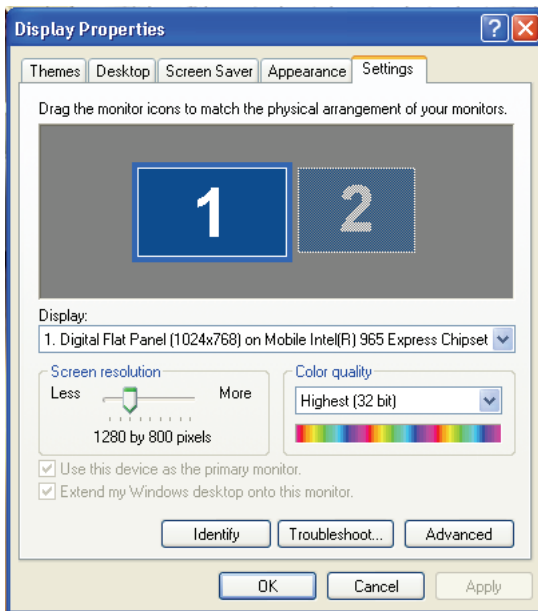 Display Properties
?
Themes Desktop Screen Saver Appearance Settings
Drag the monitor icons to match the physical arrangement of your monitors.
1 2
Display:
1. Digital Flat Panel (1024x768) on Mobile Intel(R) 965 Express Chipset
Screen resolution Color quality
Less More Highest (32 bit)
1280 by 800 pixels
Use this device as the primary monitor.
Extend my Windows desktop onto this monitor.
Identify Troubleshoot... Advanced
OK Cancel Apply